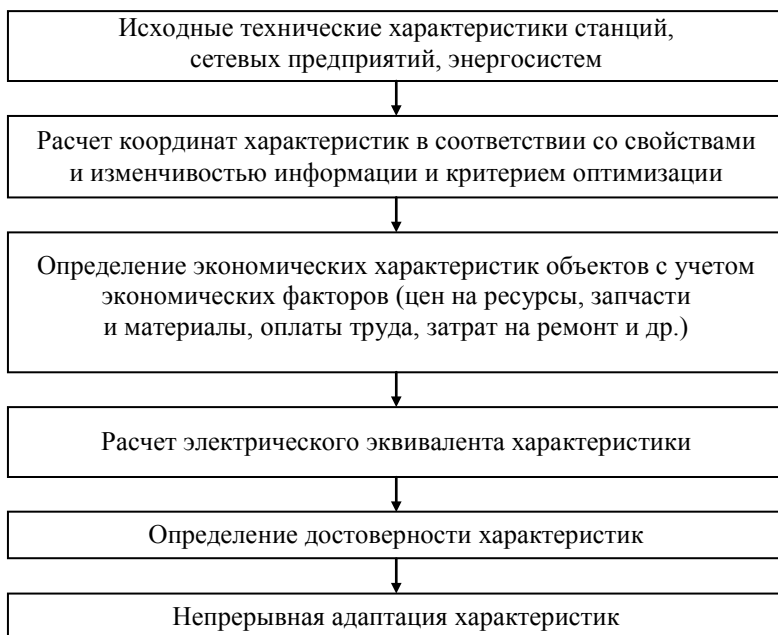 Исходные технические характеристики станций,
сетевых предприятий, энергосистем
Расчет координат характеристик в соответствии со свойствами
и изменчивостью информации и критерием оптимизации
Определение экономических характеристик объектов с учетом
экономических факторов (цен на ресурсы, запчасти
и материалы, оплаты труда, затрат на ремонт и др.)
Расчет электрического эквивалента характеристики
Определение достоверности характеристик
Непрерывная адаптация характеристик